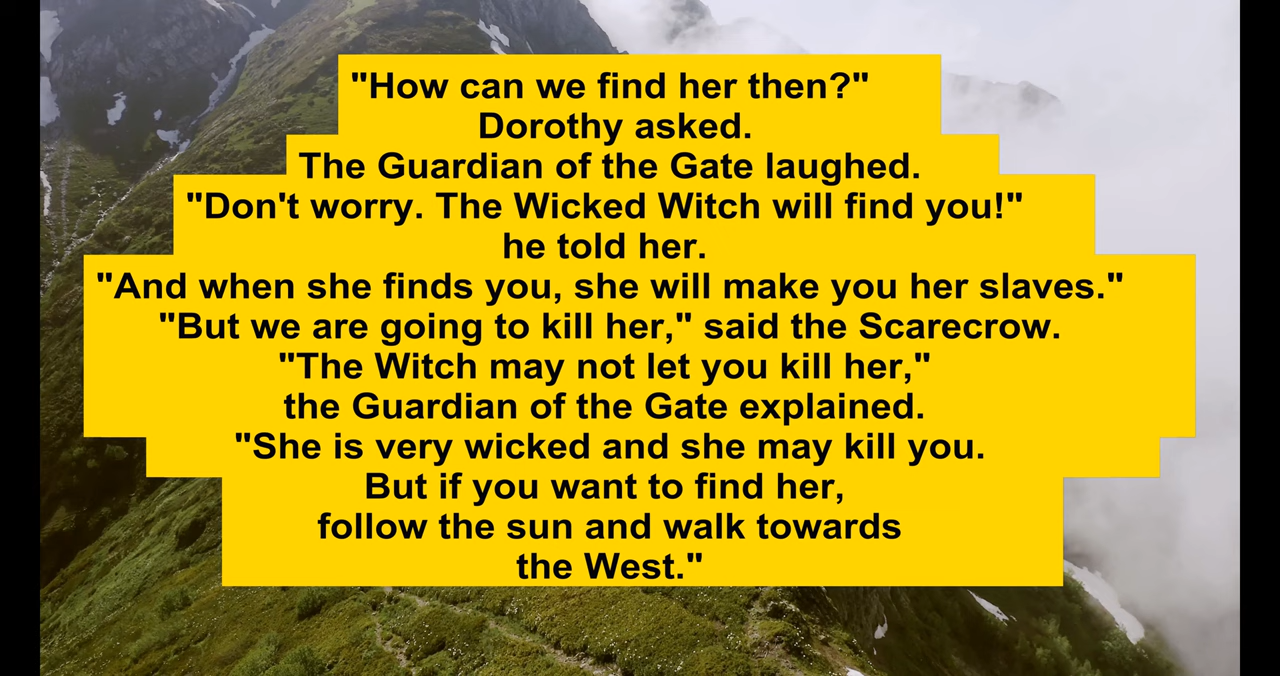 "How can we find her then?"
Dorothy asked.
The Guardian of the Gate laughed.
"Don't worry. The Wicked Witch will find you!"
he told her.
"And when she finds you, she will make you her slaves."
"But we are going to kill her," said the Scarecrow.
"The Witch may not let you kill her,"
the Guardian of the Gate explained.
"She is very wicked and she may kill you.
But if you want to find her,
follow the sun and walk towards
the West."